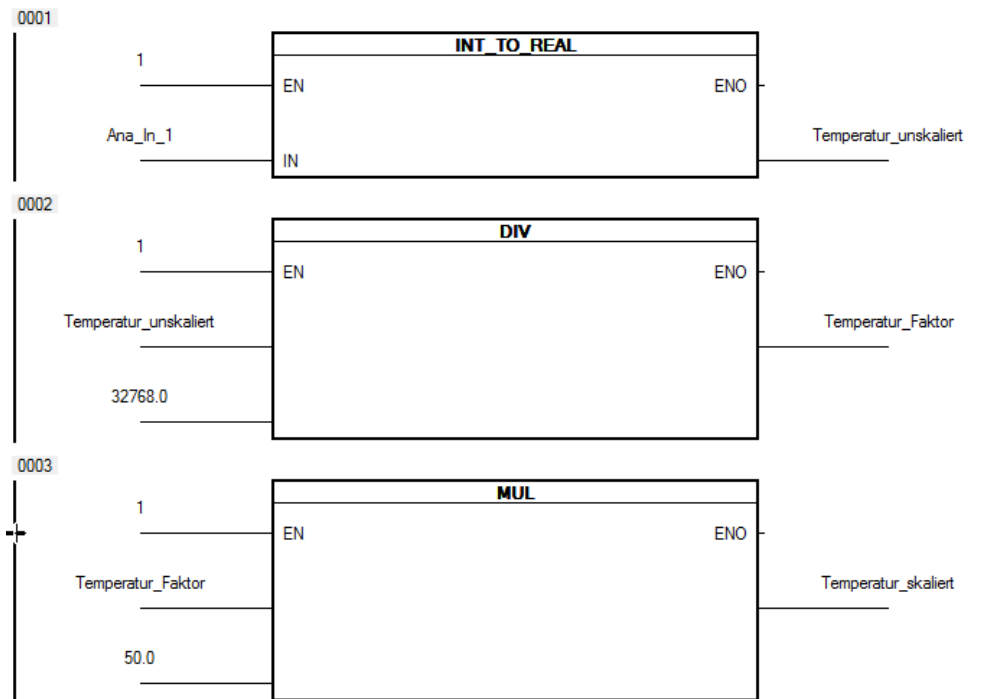 0001
INT_TO_REAL
1
EN
ENO
Ana_In_1
Temperatur_unskaliert
IN
0002
DIV
1
EN
ENO
Temperatur_unskaliert
Temperatur_Faktor
32768.0
0003
MUL
1
EN
ENO
Temperatur_Faktor
Temperatur_skaliert
50.0